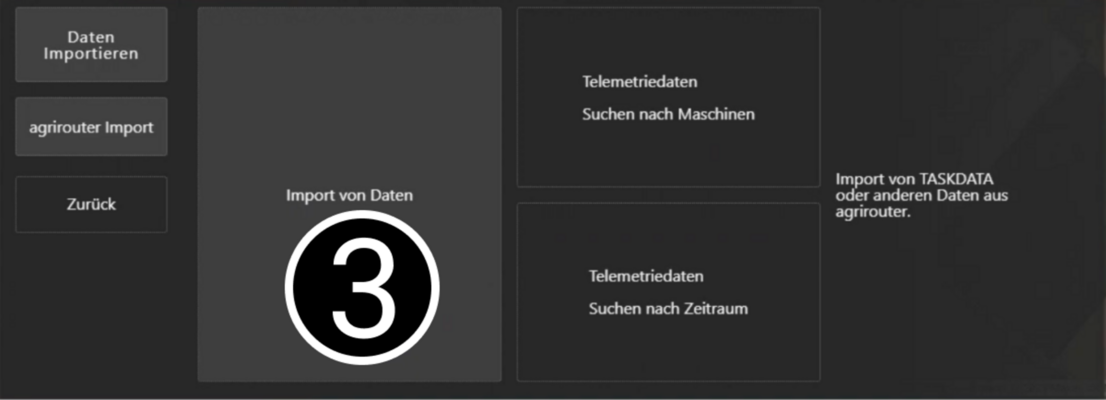 Daten
Importieren
agrirouter Import
Zurück
Import von Daten
3
Telemetriedaten
Suchen nach Maschinen
Telemetriedaten
Suchen nach Zeitraum
Import von TASKDATA
oder anderen Daten aus
agrirouter.